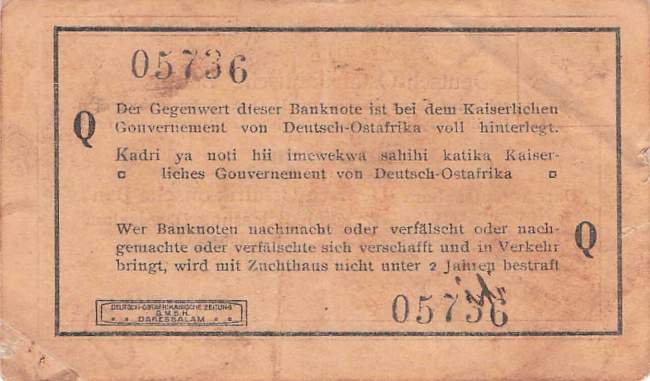 05736
Der Gegenwert dieser Banknote ist bei dem Kaiserlichen
Q
Gouvernement von Deutsch-Ostafrika voll hinterlegt.
Kadri ya noti hii imewekwa sahihi katika Kaiser-
liches Gouvernement von Deutsch-Ostafrika
Wer Banknoten nachmacht oder verfälscht oder nach-
gemachte oder verfälschte sich verschafft und in Verkehr
Q
bringt, wird mit Zuchthaus nicht unter 2 Jahren bestraft
05736
DEUTSCH-OSTAFRIKANISCHE ZEITUNG
G.M.B.H.
DARESSALAM